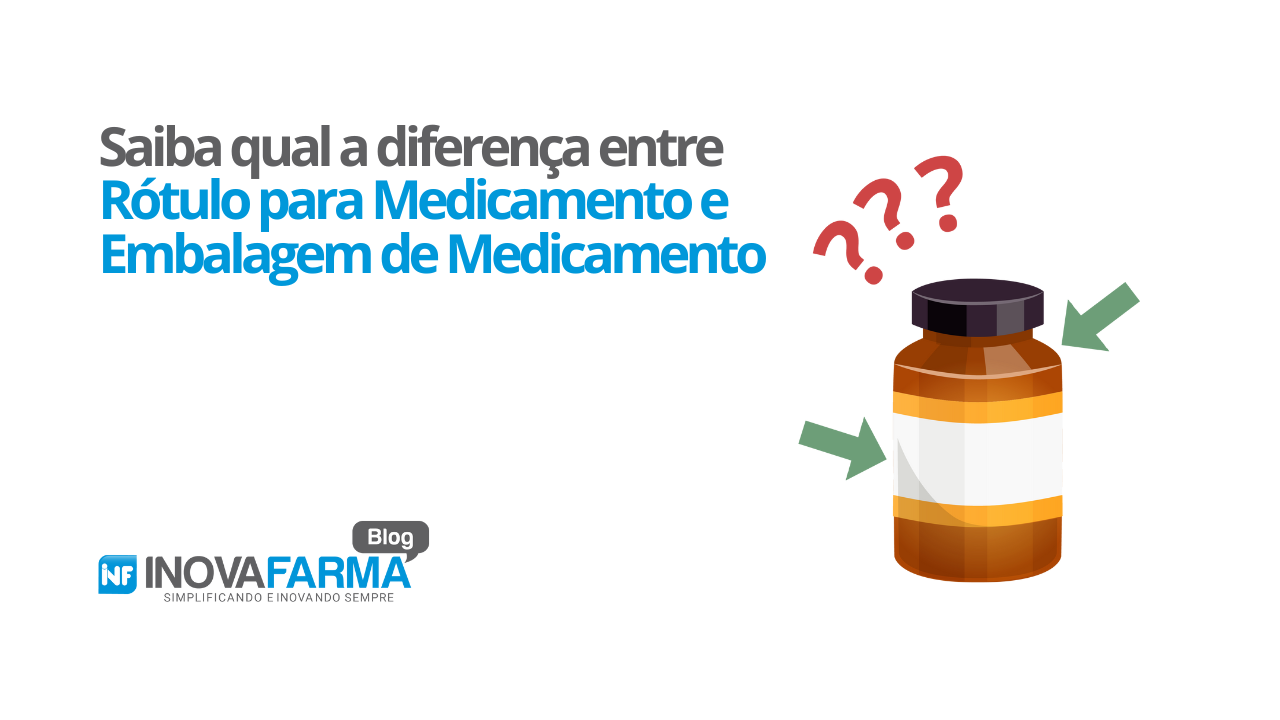 Saiba qual a diferença entre
Rótulo para Medicamento e
Embalagem de Medicamento
???
Blog
INF INOVAFARMA
SIMPLIFICANDO E INOVANDO SEMPRE